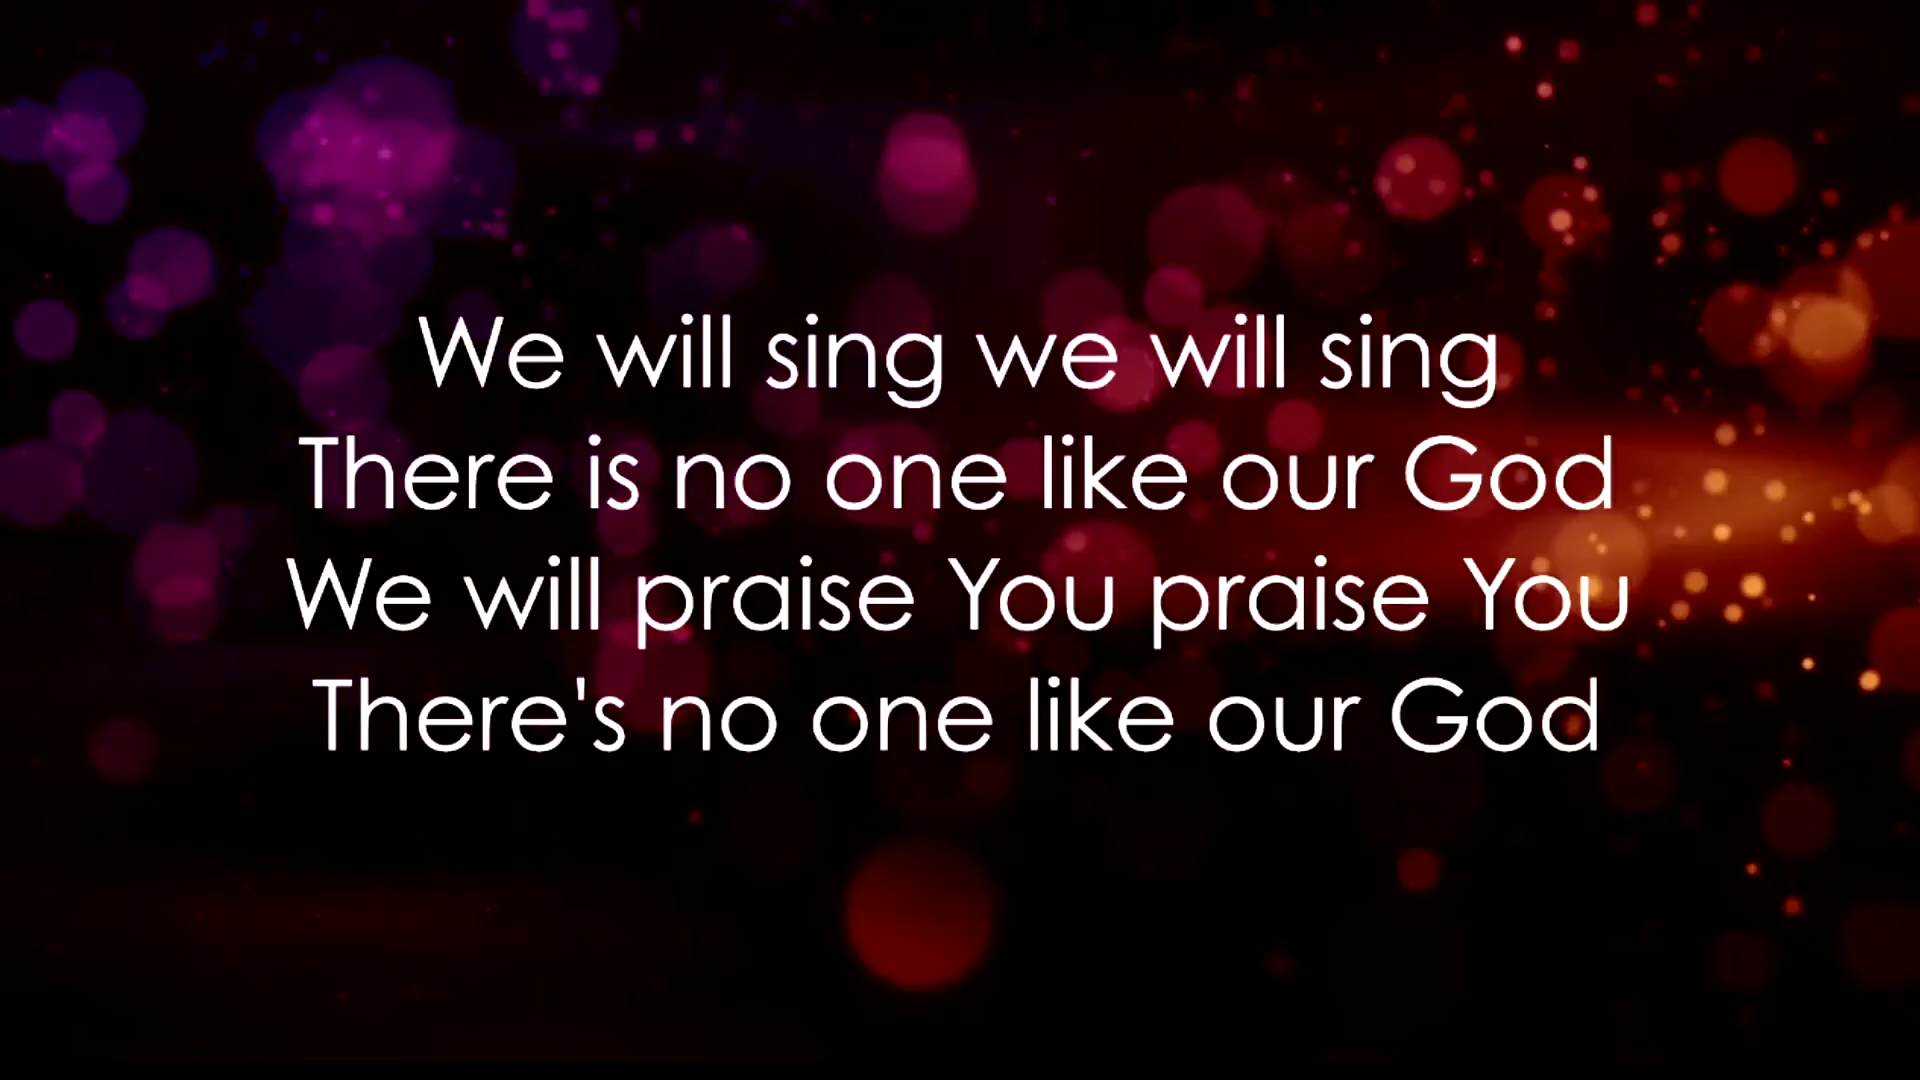 We will sing we will sing
There is no one like our God
We will praise You praise You
There's no one like our God